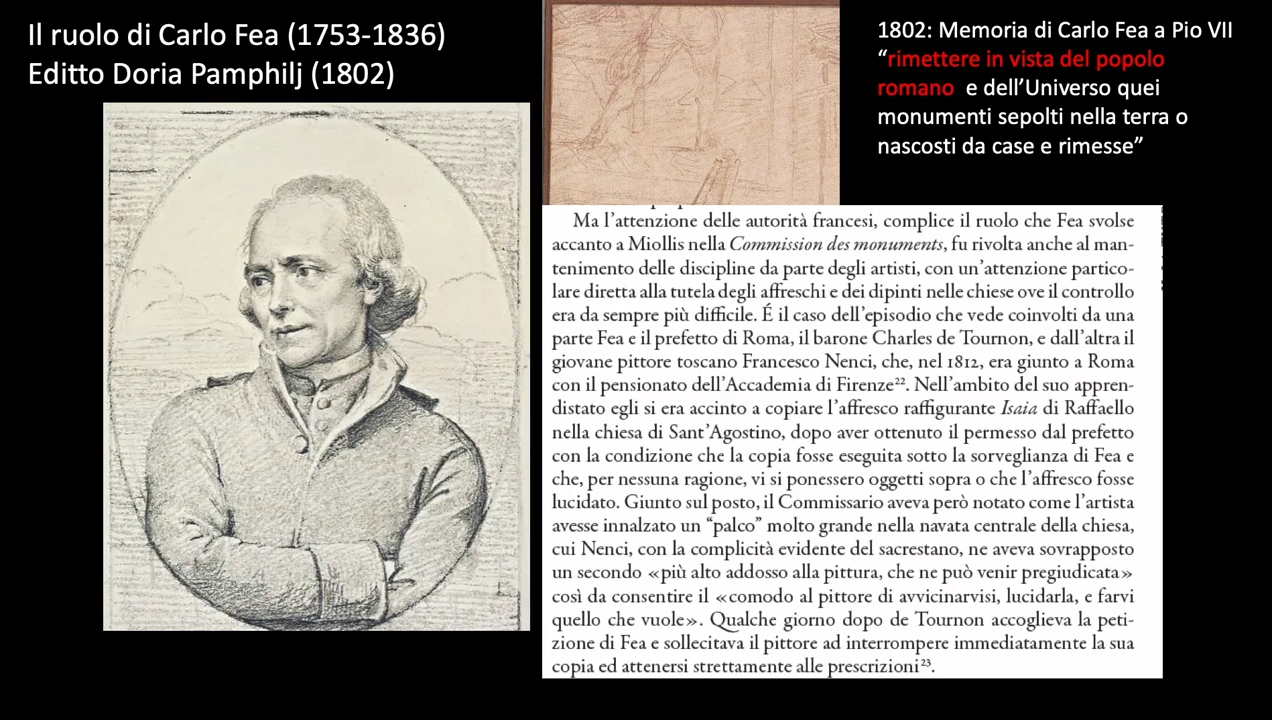 Il ruolo di Carlo Fea (1753-1836)
Editto Doria Pamphilj (1802)
1802: Memoria di Carlo Fea a Pio VII
“rimettere in vista del popolo
romano e dell’Universo quei
monumenti sepolti nella terra o
nascosti da case e rimesse”
Ma l’attenzione delle autorità francesi, complice il ruolo che Fea svolse
accanto a Miollis nella Commission des monuments, fu rivolta anche al man-
tenimento delle discipline da parte degli artisti, con un’attenzione partico-
lare diretta alla tutela degli affreschi e dei dipinti nelle chiese ove il controllo
era da sempre più difficile. É il caso dell’episodio che vede coinvolti da una
parte Fea e il prefetto di Roma, il barone Charles de Tournon, e dall’altra il
giovane pittore toscano Francesco Nenci, che, nel 1812, era giunto a Roma
con il pensionato dell’Accademia di Firenze²². Nell’ambito del suo appren-
distato egli si era accinto a copiare l’affresco raffigurante Isaia di Raffaello
nella chiesa di Sant’Agostino, dopo aver ottenuto il permesso dal prefetto
con la condizione che la copia fosse eseguita sotto la sorveglianza di Fea e
che, per nessuna ragione, vi si ponessero oggetti sopra o che l’affresco fosse
lucidato. Giunto sul posto, il Commissario aveva però notato come l’artista
avesse innalzato un “palco” molto grande nella navata centrale della chiesa,
cui Nenci, con la complicità evidente del sacrestano, ne aveva sovrapposto
un secondo «più alto addosso alla pittura, che ne può venir pregiudicata»
così da consentire il «comodo al pittore di avvicinarvisi, lucidarla, e farvi
quello che vuole». Qualche giorno dopo de Tournon accoglieva la peti-
zione di Fea e sollecitava il pittore ad interrompere immediatamente la sua
copia ed attenersi strettamente alle prescrizioni²³.